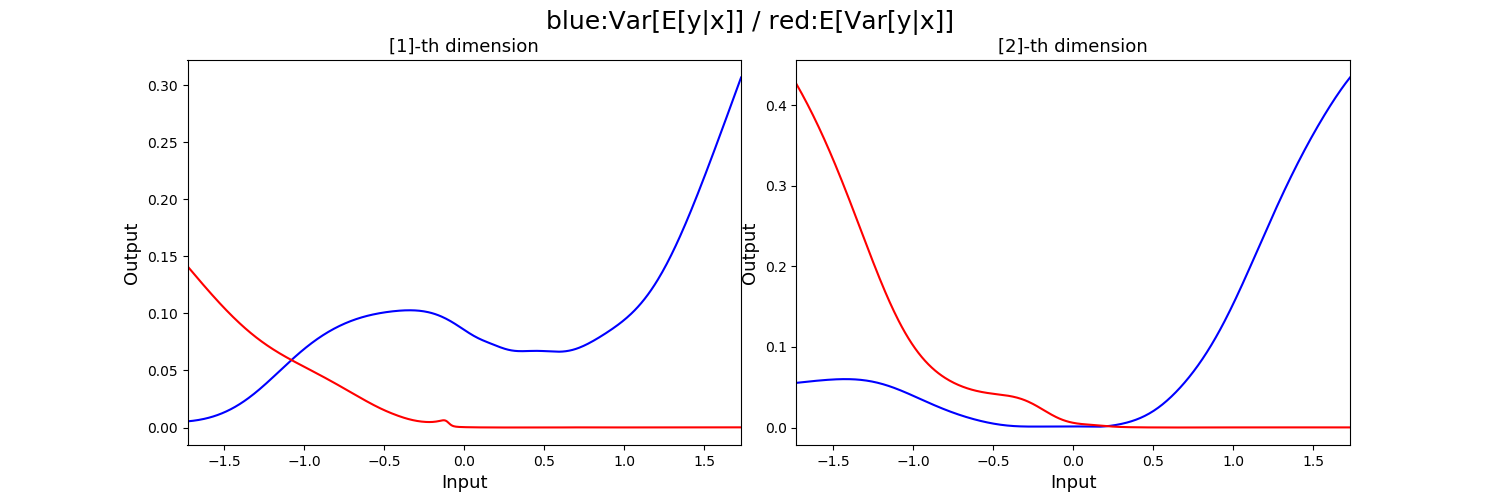 blue:Var[E[y|x]] / red:E[Var[y|x]]
[1]-th dimension
Output
0.30
0.25
0.20
0.15
0.10
0.05
0.00
−1.5 −1.0 −0.5 0.0 0.5 1.0 1.5
Input
[2]-th dimension
Output
0.4
0.3
0.2
0.1
0.0
−1.5 −1.0 −0.5 0.0 0.5 1.0 1.5
Input